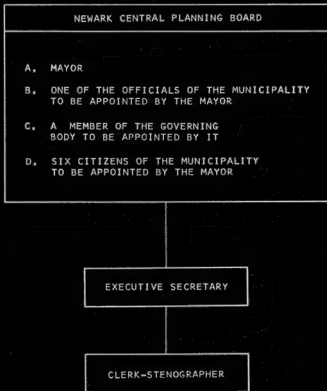 NEWARK CENTRAL PLANNING BOARD
A. MAYOR
B. ONE OF THE OFFICIALS OF THE MUNICIPALITY
TO BE APPOINTED BY THE MAYOR
C. A MEMBER OF THE GOVERNING
BODY TO BE APPOINTED BY IT
D. SIX CITIZENS OF THE MUNICIPALITY
TO BE APPOINTED BY THE MAYOR
EXECUTIVE SECRETARY
CLERK-STENOGRAPHER